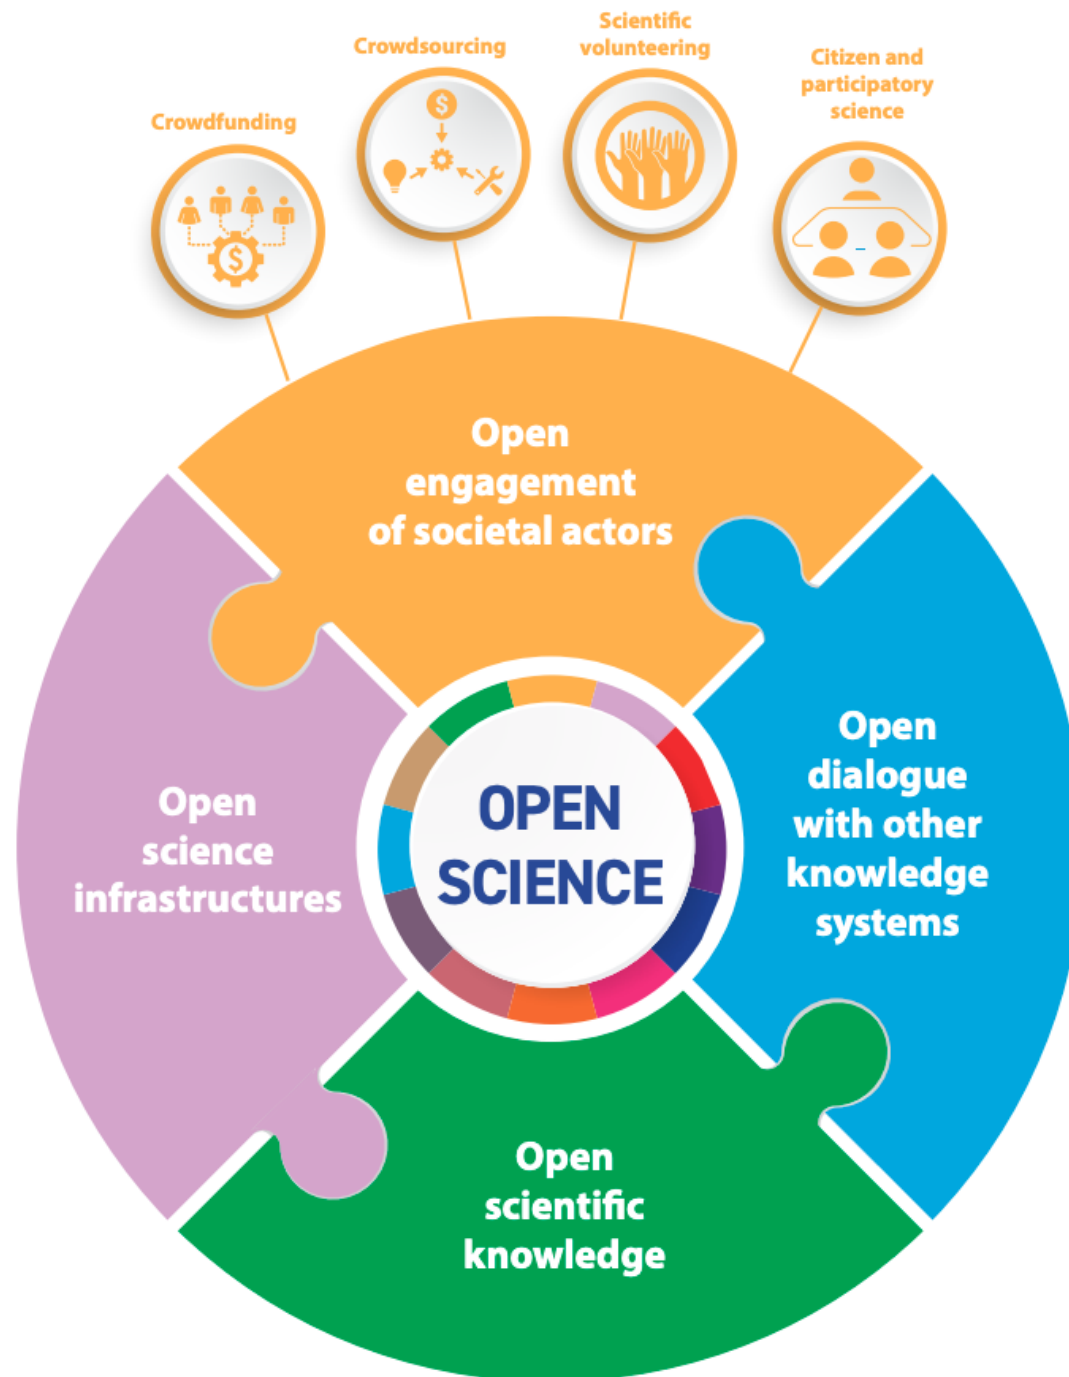 Crowdfunding
Crowdsourcing
Scientific
volunteering
Citizen and
participatory
science
$
$
Open
engagement
of societal actors
Open
science
infrastructures
OPEN
SCIENCE
Open
dialogue
with other
knowledge
systems
Open
scientific
knowledge